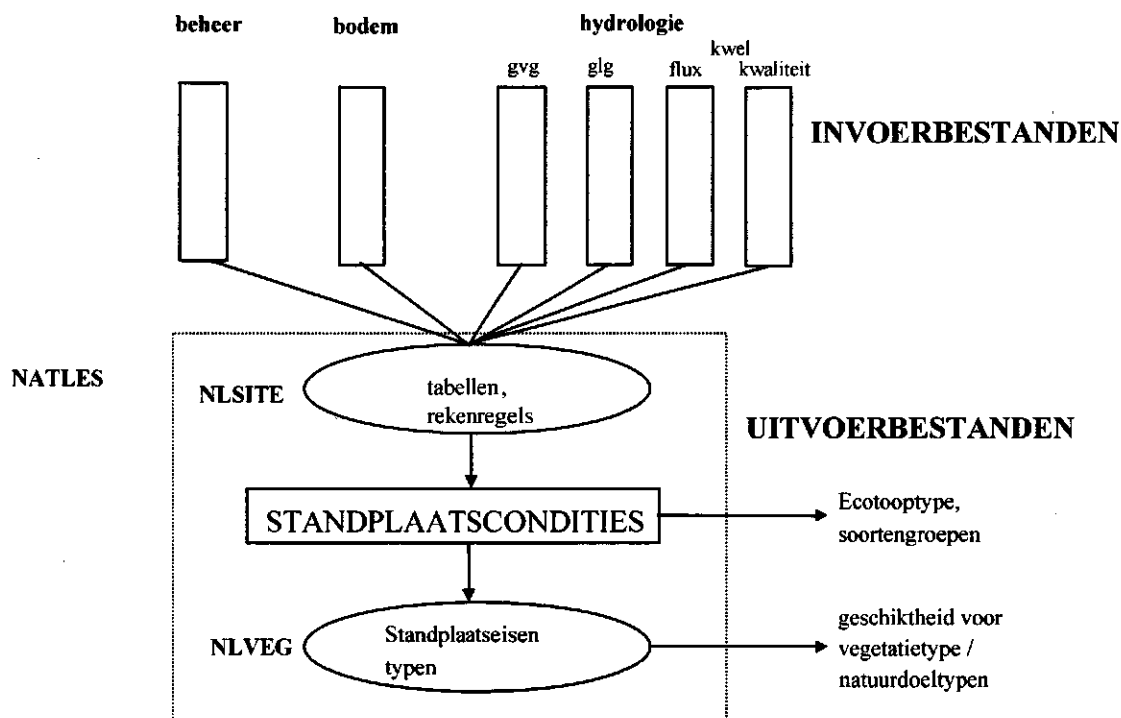 beheer
bodem
hydrologie
kwel
gvg
glg
flux
kwaliteit
INVOERBESTANDEN
NATLES
NLSITE
tabellen,
rekenregels
UITVOERBESTANDEN
STANDPLAATSCONDITIES
Ecotooptype,
soortengroepen
NLVEG
Standplaatseisen
typen
geschiktheid voor
vegetatietype /
natuurdoeltypen